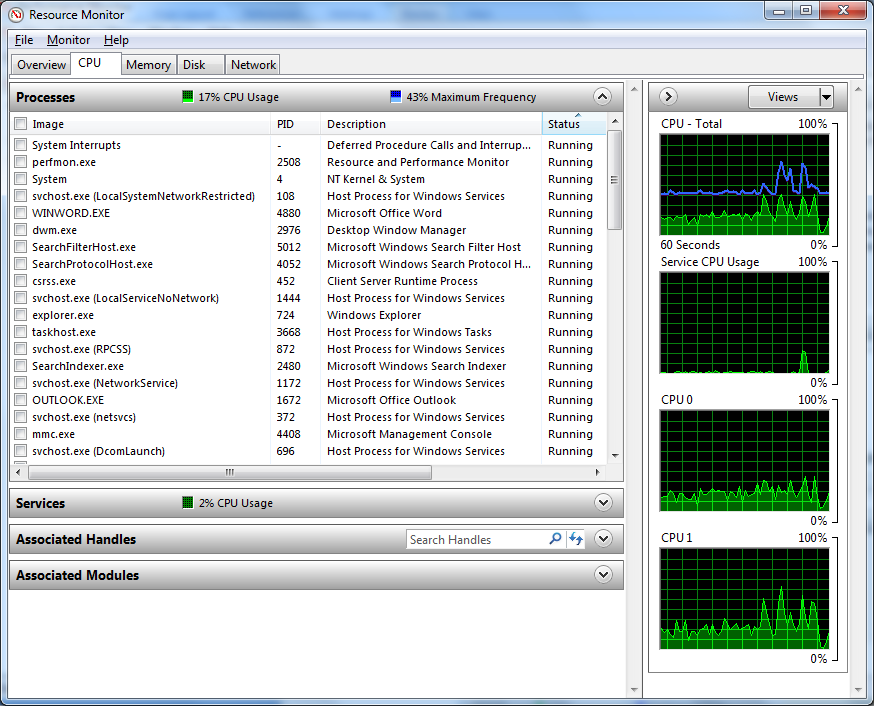 Resource Monitor
File Monitor Help
Overview CPU Memory Disk Network
Processes 17% CPU Usage 43% Maximum Frequency
Image PID Description Status
System Interrupts - Deferred Procedure Calls and Interrup... Running
perfmon.exe 2508 Resource and Performance Monitor Running
System 4 NT Kernel & System Running
svchost.exe (LocalSystemNetworkRestricted) 108 Host Process for Windows Services Running
WINWORD.EXE 4880 Microsoft Office Word Running
dwm.exe 2976 Desktop Window Manager Running
SearchFilterHost.exe 5012 Microsoft Windows Search Filter Host Running
SearchProtocolHost.exe 4052 Microsoft Windows Search Protocol H... Running
csrss.exe 452 Client Server Runtime Process Running
svchost.exe (LocalServiceNoNetwork) 1444 Host Process for Windows Services Running
explorer.exe 724 Windows Explorer Running
taskhost.exe 3668 Host Process for Windows Tasks Running
svchost.exe (RPCSS) 872 Host Process for Windows Services Running
SearchIndexer.exe 2480 Microsoft Windows Search Indexer Running
svchost.exe (NetworkService) 1172 Host Process for Windows Services Running
OUTLOOK.EXE 1672 Microsoft Office Outlook Running
svchost.exe (netsvcs) 372 Host Process for Windows Services Running
mmc.exe 4408 Microsoft Management Console Running
svchost.exe (DcomLaunch) 696 Host Process for Windows Services Running
Services 2% CPU Usage
Associated Handles Search Handles
Associated Modules
Views
CPU - Total 100%
60 Seconds 0%
Service CPU Usage 100%
0%
CPU 0 100%
0%
CPU 1 100%
0%